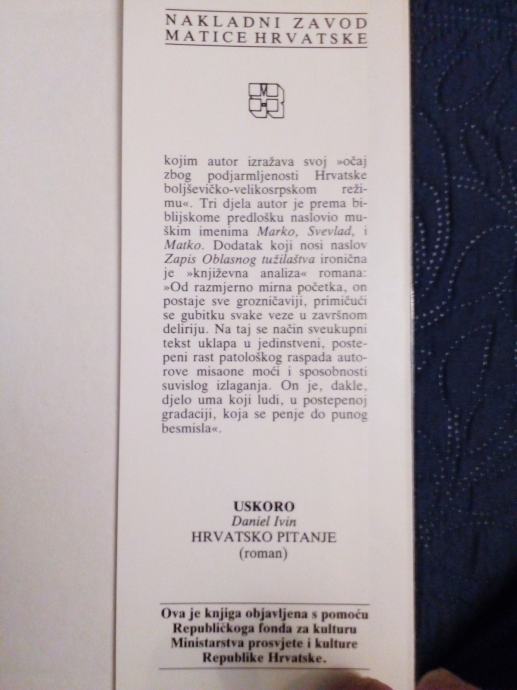 NAKLADNI ZAVOD
MATICE HRVATSKE
M
H
kojim autor izražava svoj »očaj
zbog podjarmljenosti Hrvatske
boljševičko-velikosrpskom reži-
mu«. Tri djela autor je prema bi-
blijskome predlošku naslovio mu-
škim imenima Marko, Svevlad, i
Matko. Dodatak koji nosi naslov
Zapis Oblasnog tužilaštva ironična
je »književna analiza« romana:
»Od razmjerno mirna početka, on
postaje sve grozničaviji, primičući
se gubitku svake veze u završnom
deliriju. Na taj se način sveukupni
tekst uklapa u jedinstveni, poste-
peni rast patološkog raspada auto-
rove misaone moći i sposobnosti
suvislog izlaganja. On je, dakle,
djelo uma koji ludi, u postepenoj
gradaciji, koja se penje do punog
besmisla«.
USKORO
Daniel Ivin
HRVATSKO PITANJE
(roman)
Ova je knjiga objavljena s pomoću
Republičkoga fonda za kulturu
Ministarstva prosvjete i kulture
Republike Hrvatske.